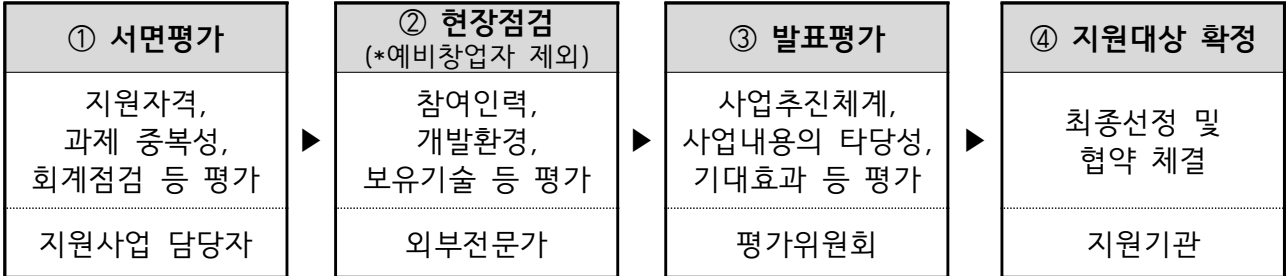 ① 서면평가
지원자격,
과제 중복성,
회계점검 등 평가
지원사업 담당자
▶
② 현장점검
(*예비창업자 제외)
참여인력,
개발환경,
보유기술 등 평가
외부전문가
▶
③ 발표평가
사업추진체계,
사업내용의 타당성,
기대효과 등 평가
평가위원회
▶
④ 지원대상 확정
최종선정 및
협약 체결
지원기관